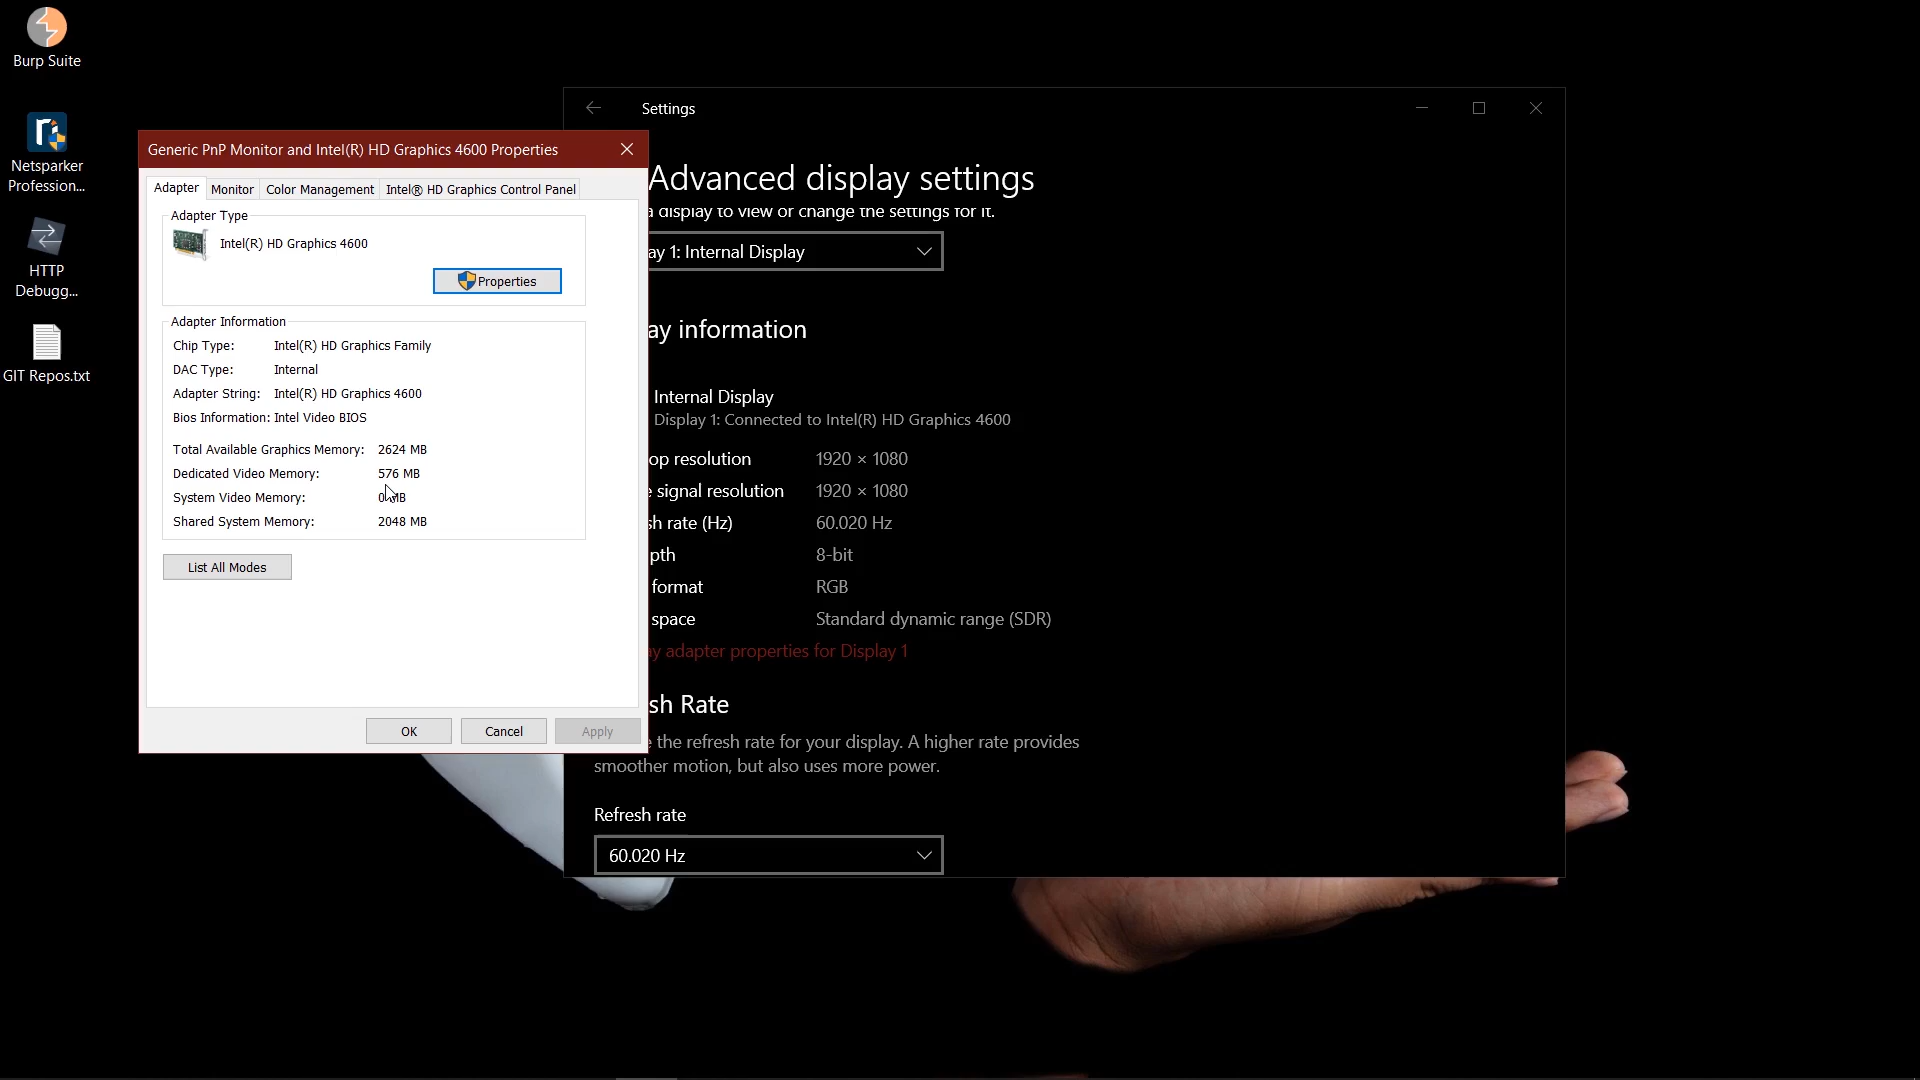 Burp Suite
Netsparker
Profession...
HTTP
Debugg...
GIT Repos.txt
Generic PnP Monitor and Intel(R) HD Graphics 4600 Properties
Adapter
Monitor
Color Management
Intel® HD Graphics Control Panel
Adapter Type
Intel(R) HD Graphics 4600
Properties
Adapter Information
Chip Type: Intel(R) HD Graphics Family
DAC Type: Internal
Adapter String: Intel(R) HD Graphics 4600
Bios Information: Intel Video BIOS
Total Available Graphics Memory: 2624 MB
Dedicated Video Memory: 576 MB
System Video Memory: 0 MB
Shared System Memory: 2048 MB
List All Modes
OK
Cancel
Apply
Settings
Advanced display settings
a display to view or change the settings for it.
ay 1: Internal Display
ay information
Internal Display
Display 1: Connected to Intel(R) HD Graphics 4600
op resolution 1920 × 1080
e signal resolution 1920 × 1080
sh rate (Hz) 60.020 Hz
pth 8-bit
format RGB
space Standard dynamic range (SDR)
ay adapter properties for Display 1
sh Rate
e the refresh rate for your display. A higher rate provides
smoother motion, but also uses more power.
Refresh rate
60.020 Hz